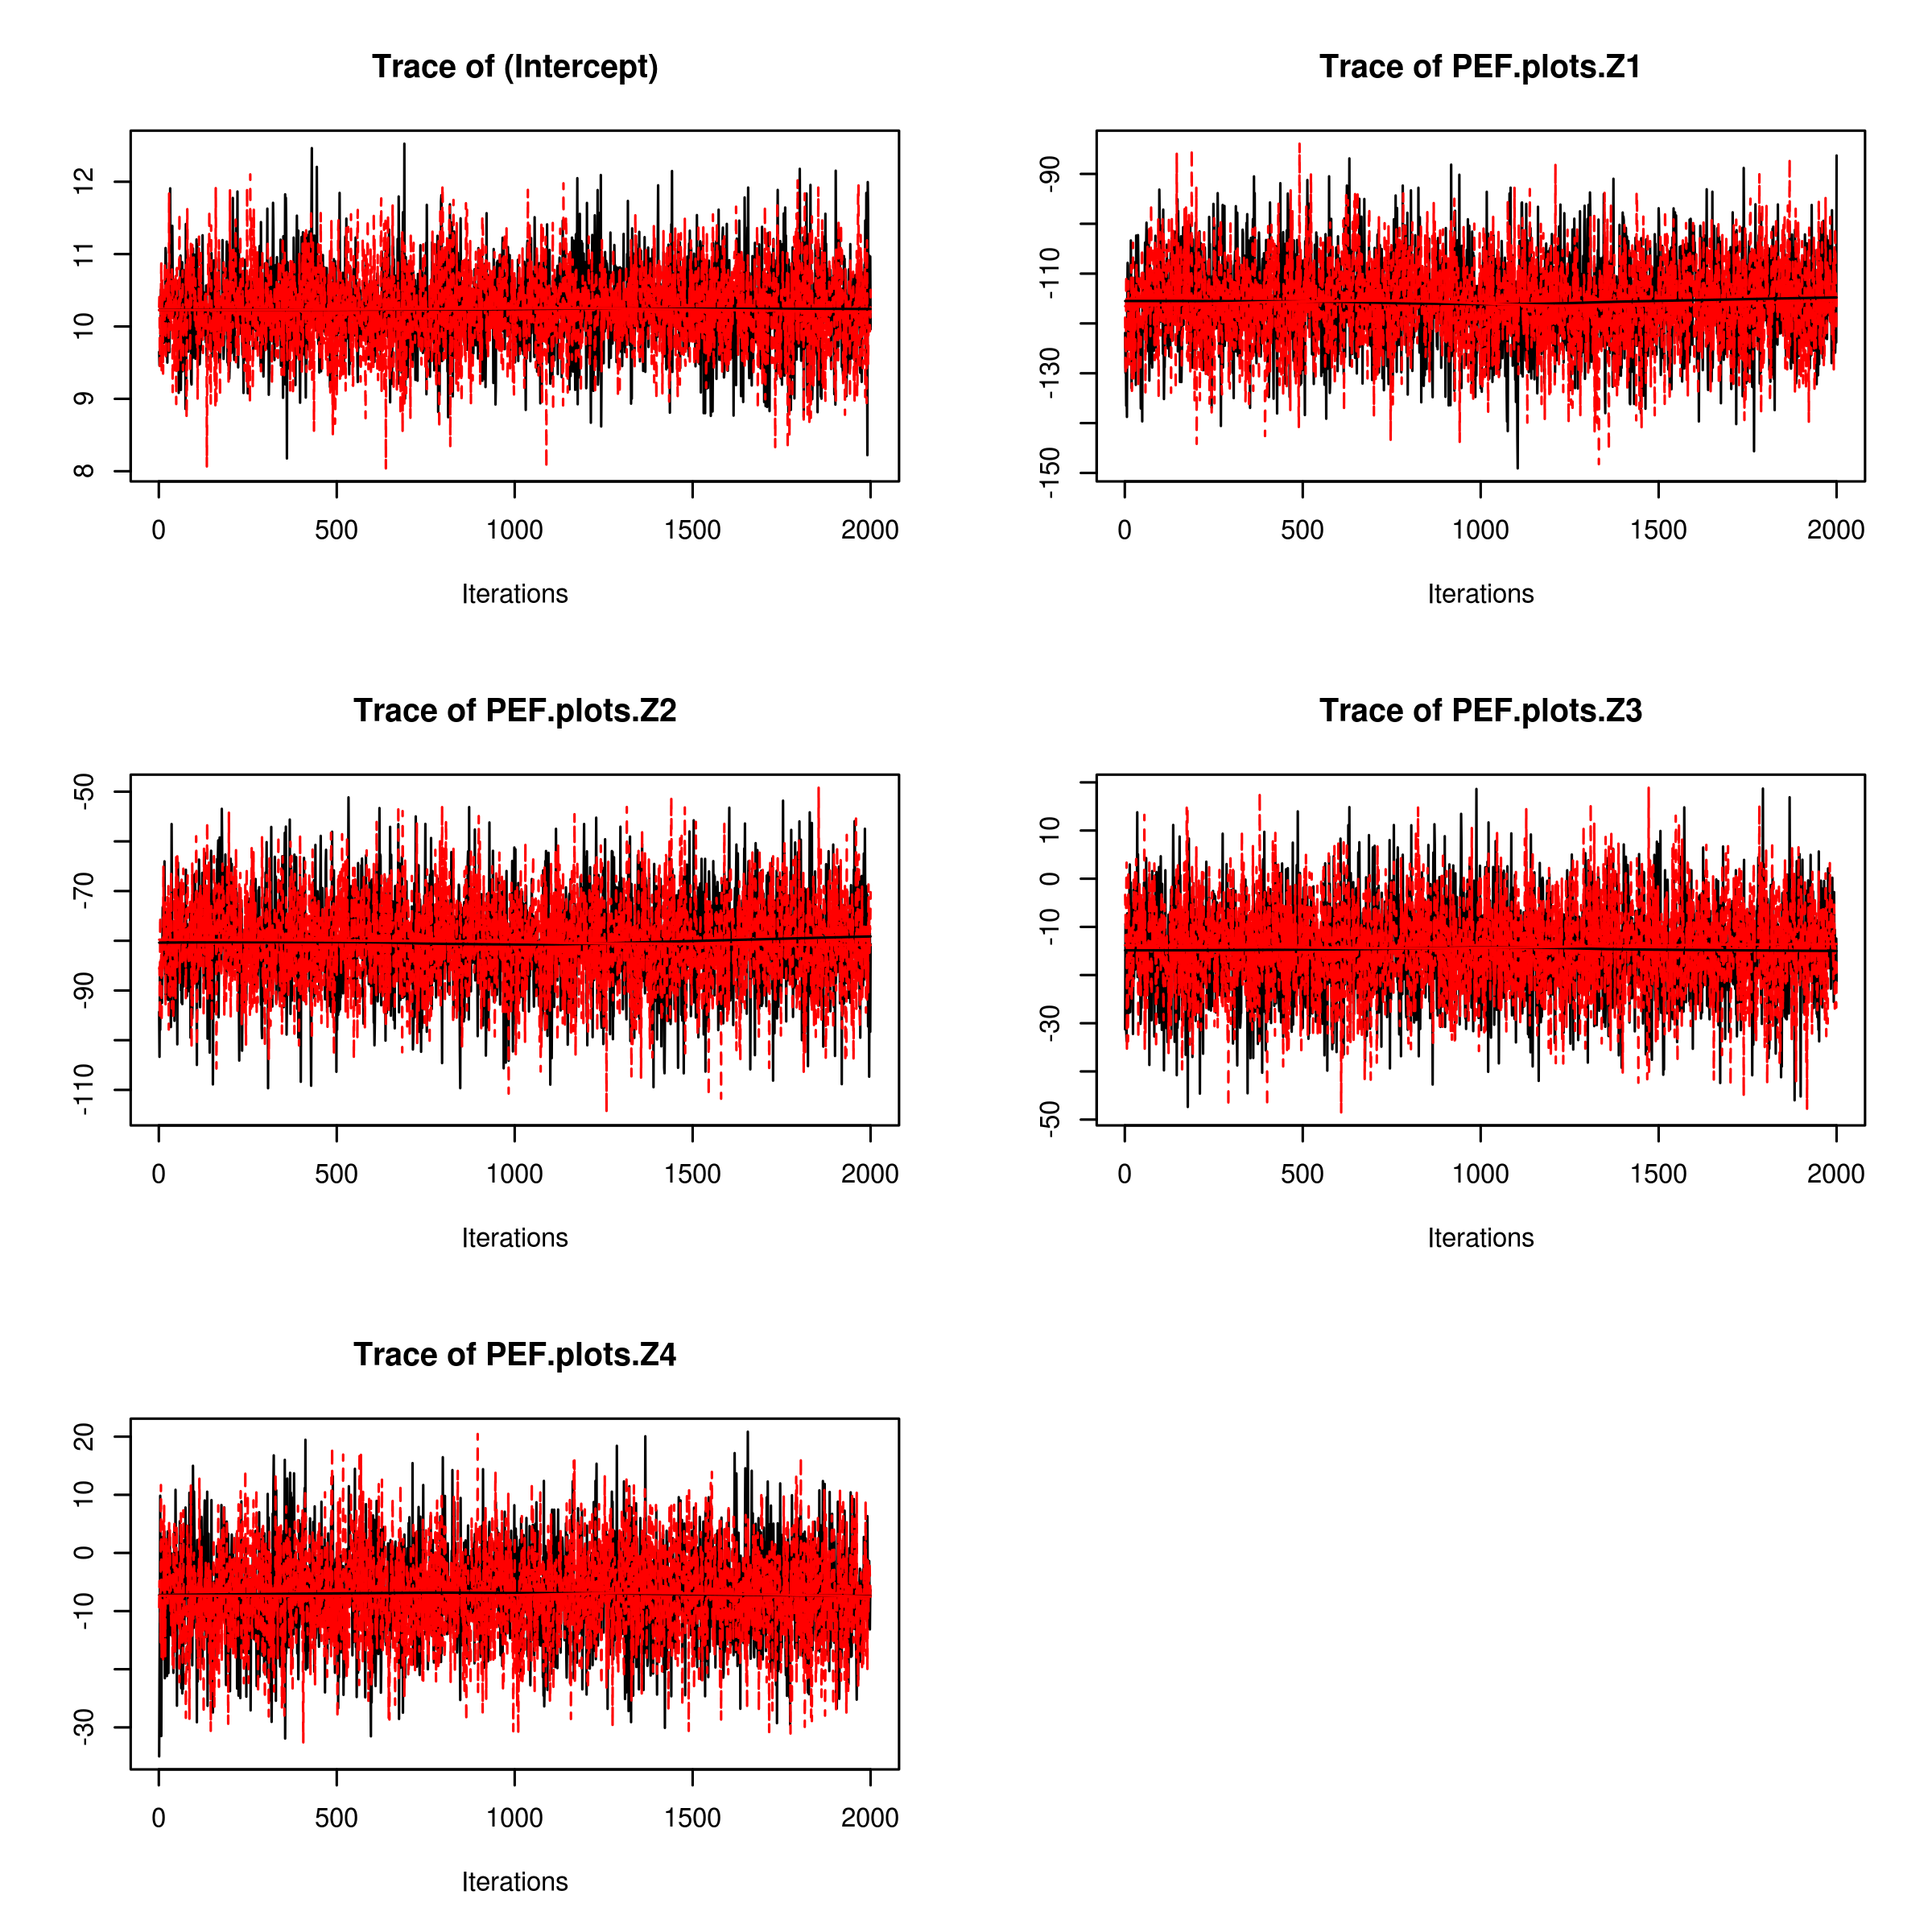 Trace of (Intercept)
12
11
10
9
8
0 500 1000 1500 2000
Iterations
Trace of PEF.plots.Z1
-90
-110
-130
-150
0 500 1000 1500 2000
Iterations
Trace of PEF.plots.Z2
-50
-70
-90
-110
0 500 1000 1500 2000
Iterations
Trace of PEF.plots.Z3
10
0
-10
-30
-50
0 500 1000 1500 2000
Iterations
Trace of PEF.plots.Z4
20
10
0
-10
-30
0 500 1000 1500 2000
Iterations